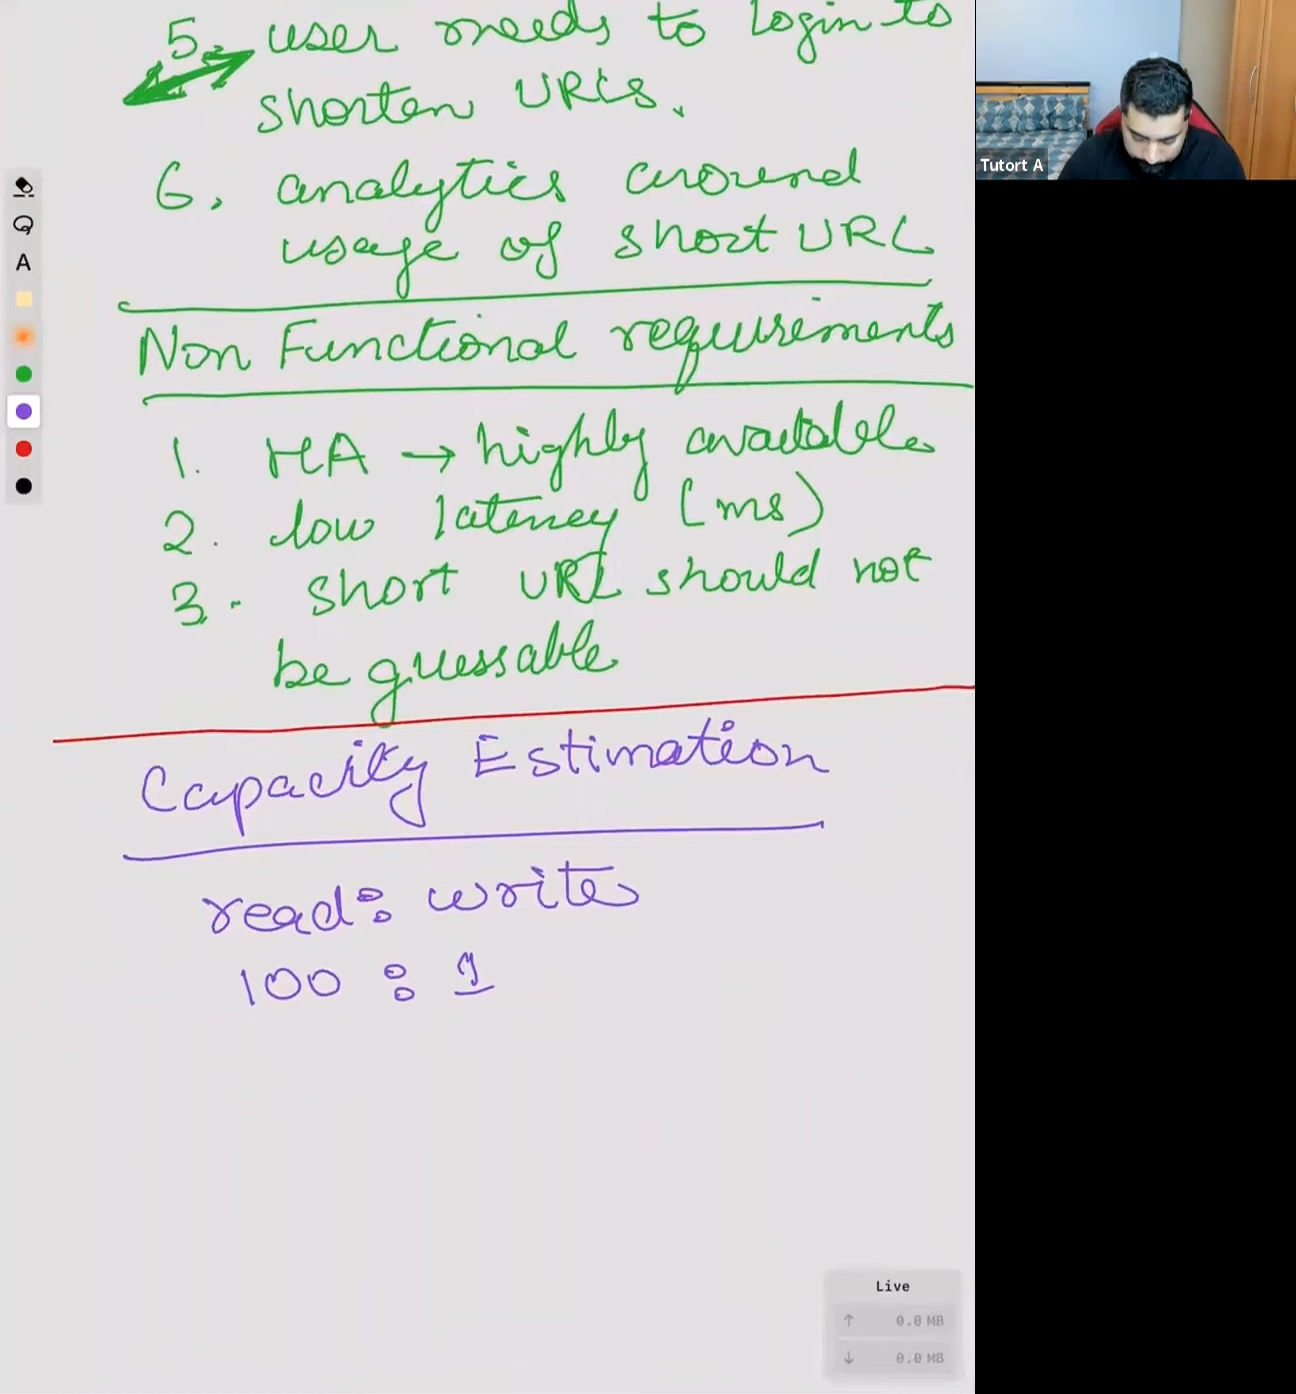 5. user needs to login to
shorten URLs.
6. analytics around
usage of short URL
Non Functional requirements
1. HA → highly available
2. low latency (ms)
3. short URL should not
be guessable
Capacity Estimation
read: write
100 : 1
A
Tutort A
Live
↑ 0.0 MB
↓ 0.0 MB